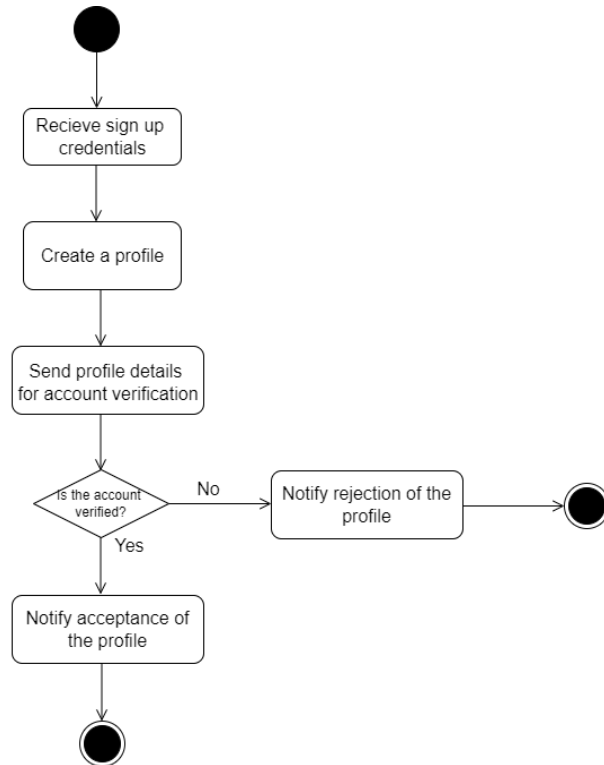 Recieve sign up
credentials
Create a profile
Send profile details
for account verification
Is the account
verified?
No
Notify rejection of the
profile
Yes
Notify acceptance of
the profile